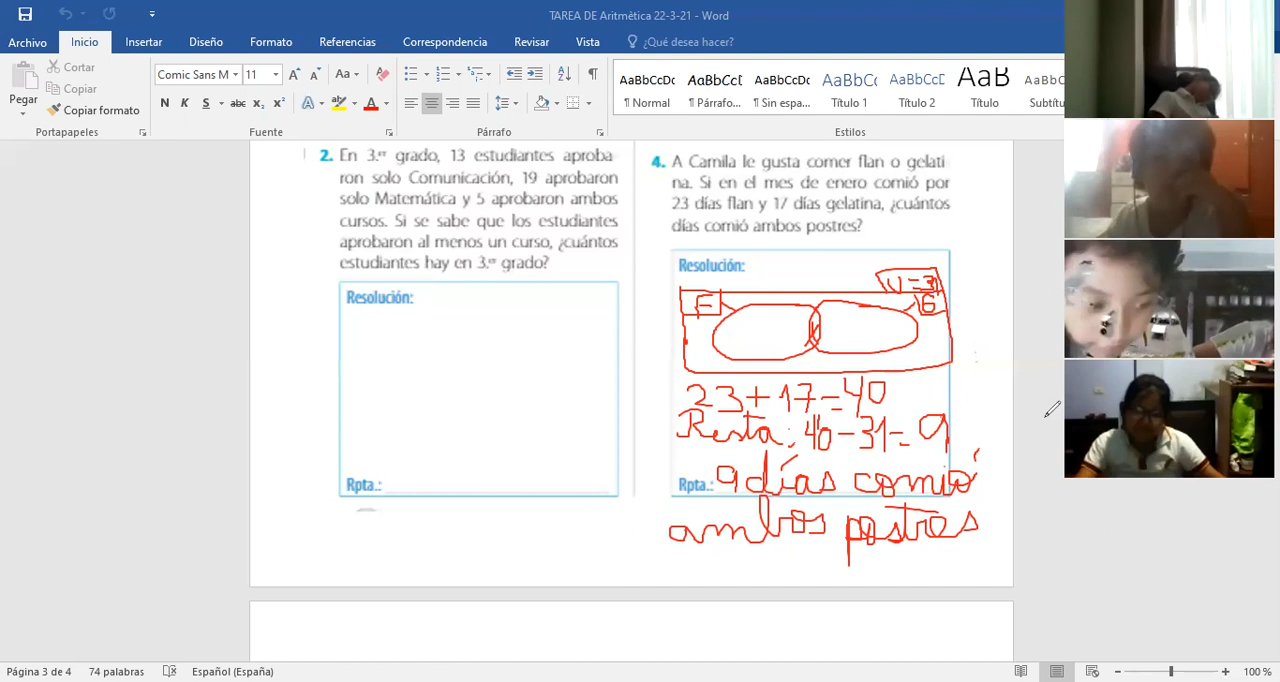 TAREA DE Aritmètica 22-3-21 - Word
Archivo Inicio Insertar Diseño Formato Referencias Correspondencia Revisar Vista ¿Qué desea hacer?
Pegar
Cortar
Copiar
Copiar formato
Portapapeles
Comic Sans M 11
N K S abc x₂ x²
Fuente
Párrafo
AaBbCcDc AaBbCcDc AaBbCcDc AaBbCcI AaBbCcD AaB AaBbCcD
¶ Normal ¶ Párrafo... ¶ Sin espa... Título 1 Título 2 Título Subtítu
Estilos
2. En 3.er grado, 13 estudiantes aproba-
ron solo Comunicación, 19 aprobaron
solo Matemática y 5 aprobaron ambos
cursos. Si se sabe que los estudiantes
aprobaron al menos un curso, ¿cuántos
estudiantes hay en 3.er grado?
Resolución:
Rpta.:
4. A Camila le gusta comer flan o gelati-
na. Si en el mes de enero comió por
23 días flan y 17 días gelatina, ¿cuántos
días comió ambos postres?
Resolución:
F
G
23+17=40
Resta: 40-31=9
Rpta.: 9 días comió
ambos postres
Página 3 de 4 74 palabras Español (España) 100 %